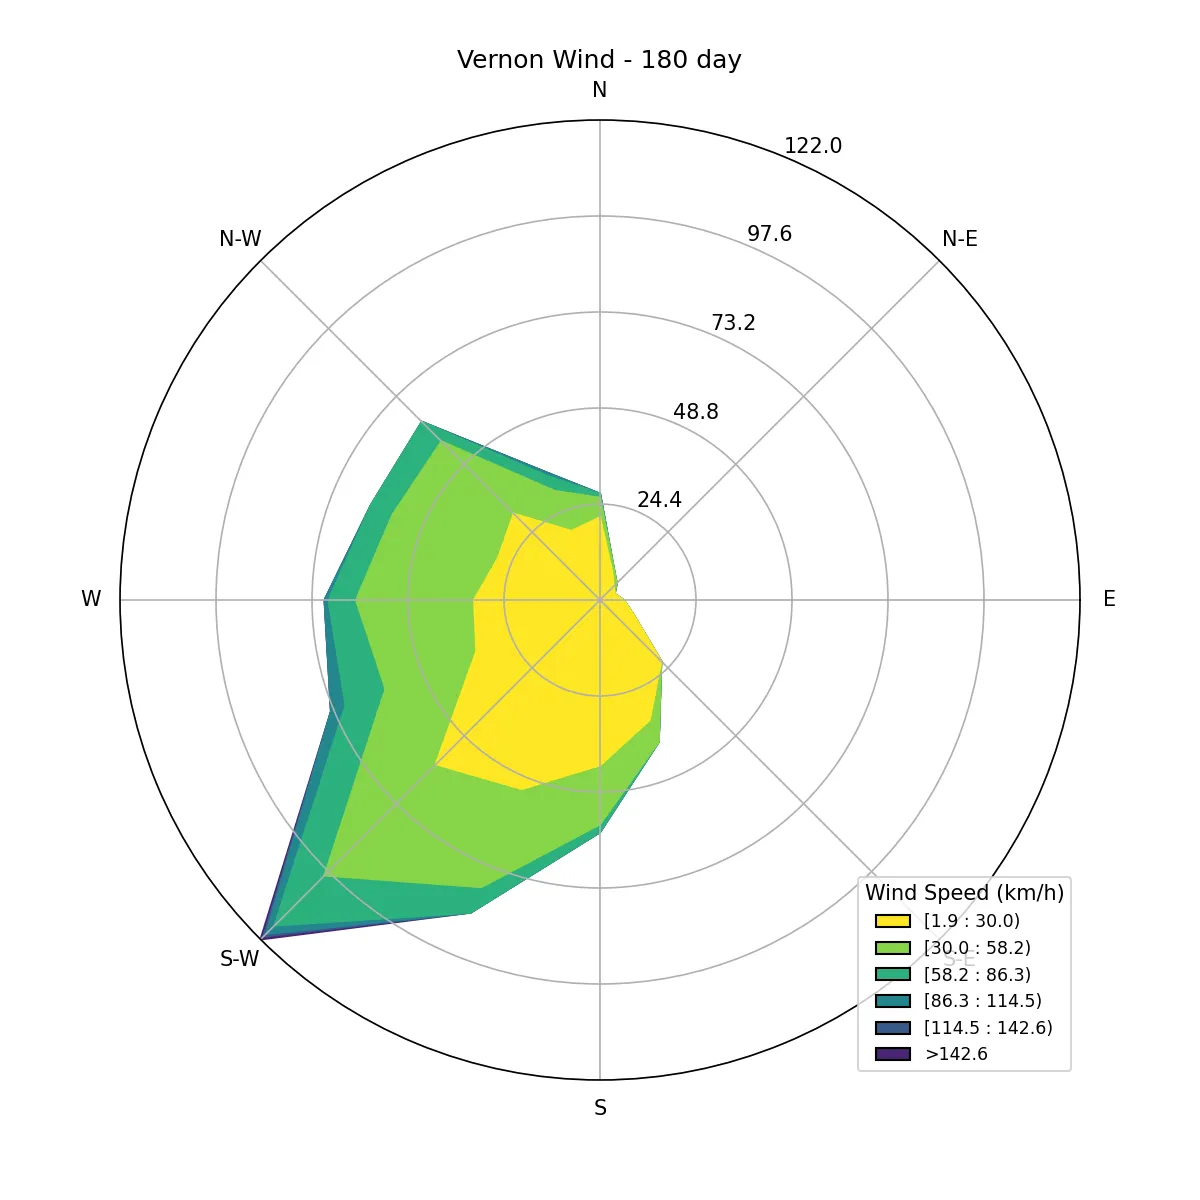 Vernon Wind - 180 day
N
122.0
97.6
N-W
N-E
73.2
48.8
24.4
W
E
Wind Speed (km/h)
[1.9 : 30.0)
[30.0 : 58.2)
S-W
S-E
[58.2 : 86.3)
[86.3 : 114.5)
[114.5 : 142.6)
>142.6
S